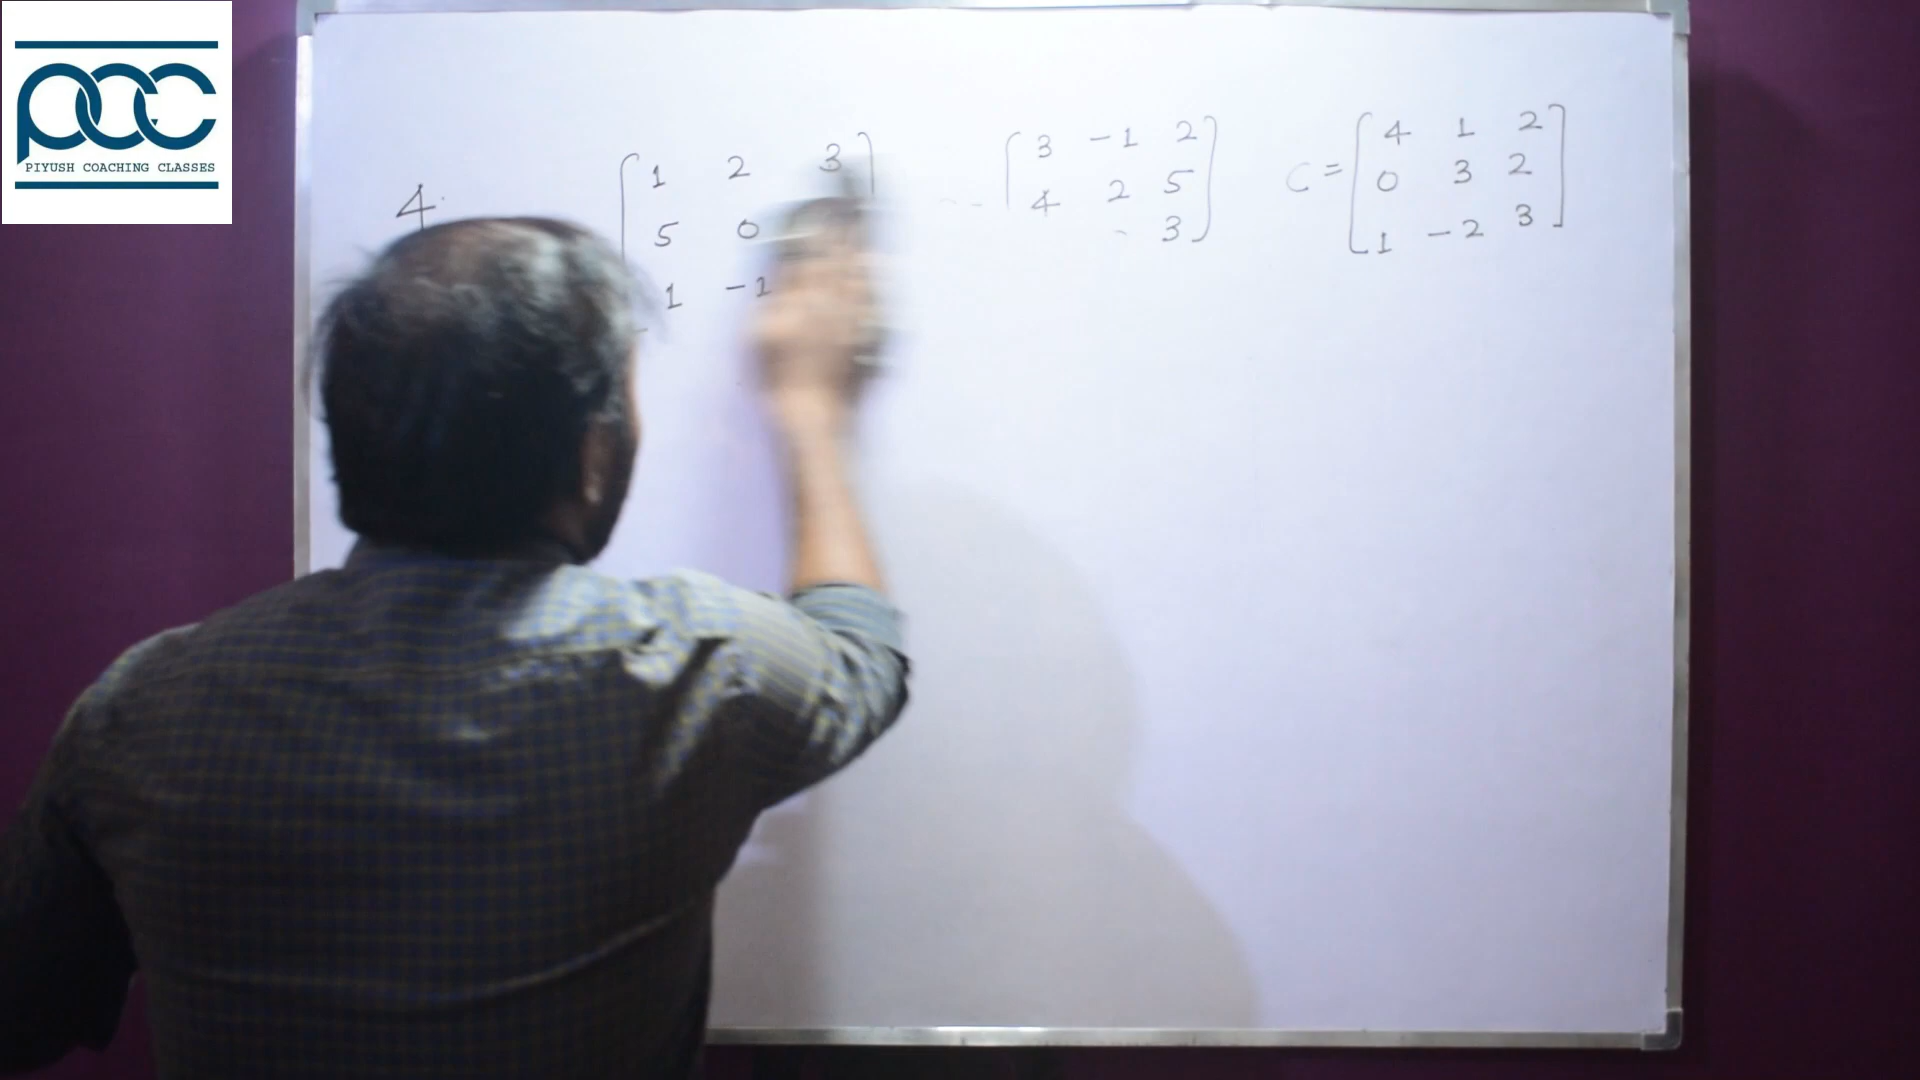 PCC
PIYUSH COACHING CLASSES
4.
1 2 3
5 0
1 -1
3 -1 2
4 2 5
3
C = 4 1 2
0 3 2
1 -2 3